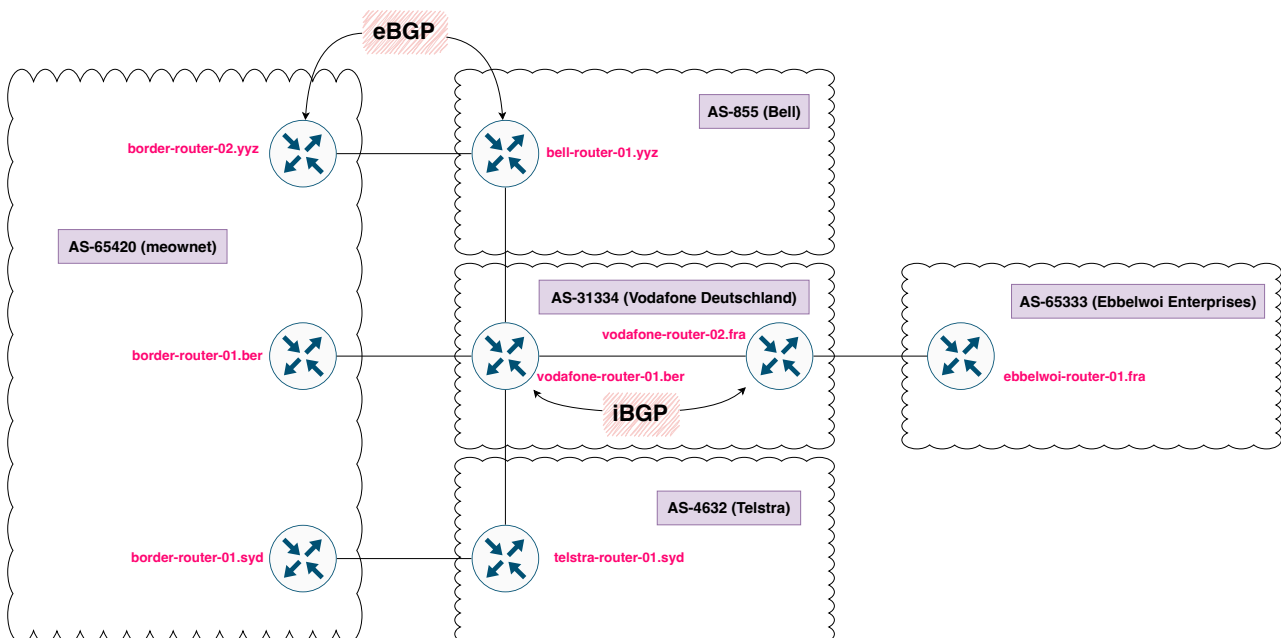 eBGP
AS-855 (Bell)
border-router-02.yyz
bell-router-01.yyz
AS-65420 (meownet)
AS-31334 (Vodafone Deutschland)
AS-65333 (Ebbelwoi Enterprises)
vodafone-router-02.fra
border-router-01.ber
vodafone-router-01.ber
ebbelwoi-router-01.fra
iBGP
AS-4632 (Telstra)
border-router-01.syd
telstra-router-01.syd